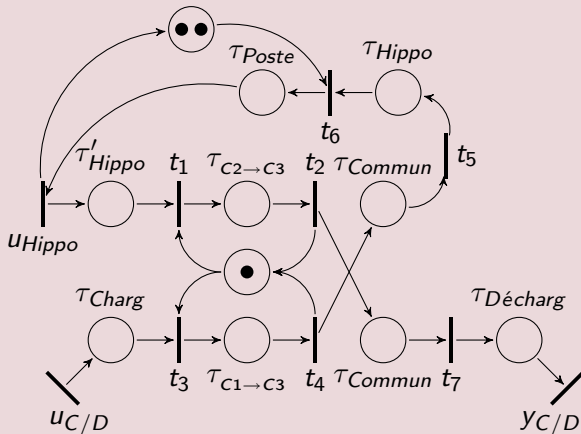 τPoste
τHippo
t6
t5
τ′Hippo
t1
τC2→C3
t2
τCommun
uHippo
τCharg
τDécharg
t3
τC1→C3
t4
τCommun
t7
uC/D
yC/D